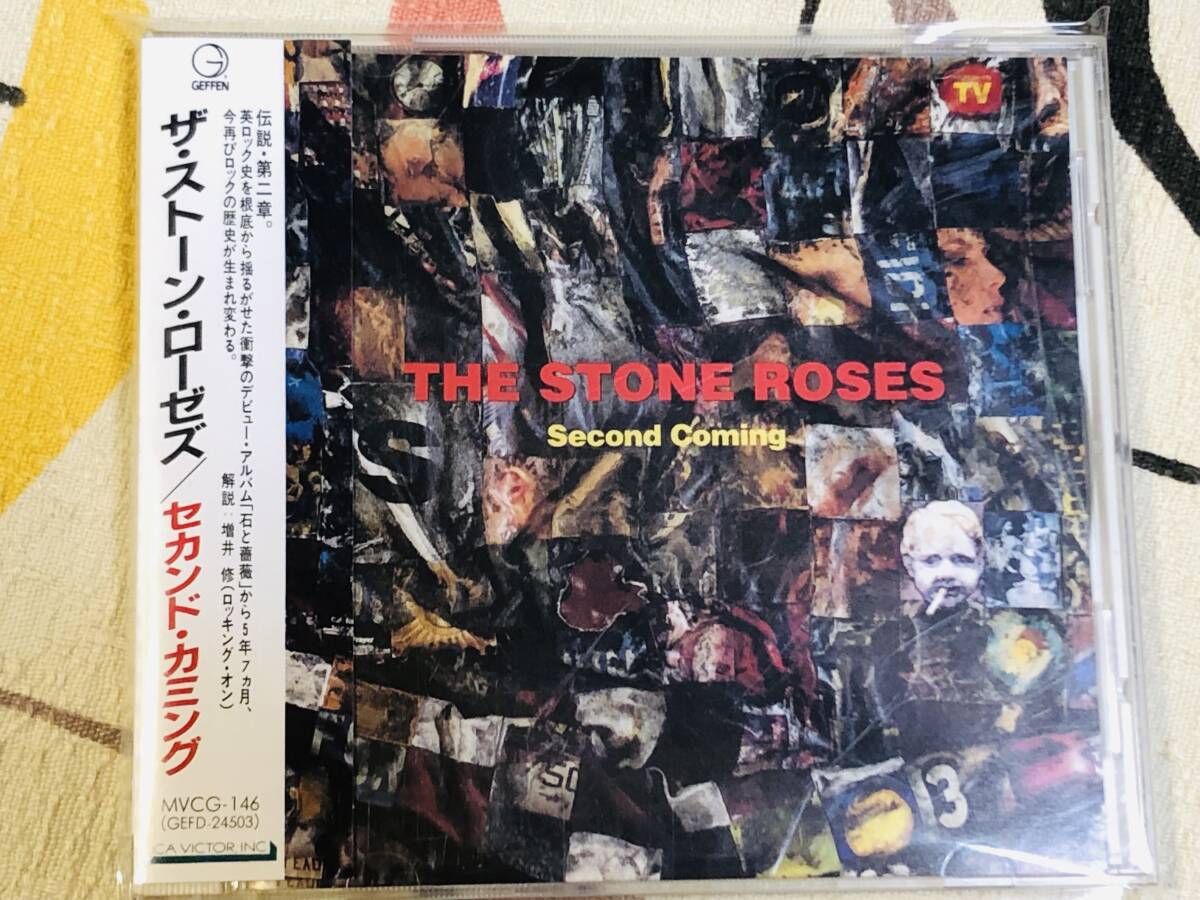 GEFFEN
ザ・ストーン・ローゼズ/セカンド・カミング
伝説・第二章。
英ロック史を根底から揺るがせた衝撃のデビュー・アルバム「石と薔薇」から5年7ヵ月、
今再びロックの歴史が生まれ変わる。
解説:増井 修(ロッキング・オン)
MVCG-146
(GEFD-24503)
CA VICTOR, INC
TV
THE STONE ROSES
Second Coming
S
13